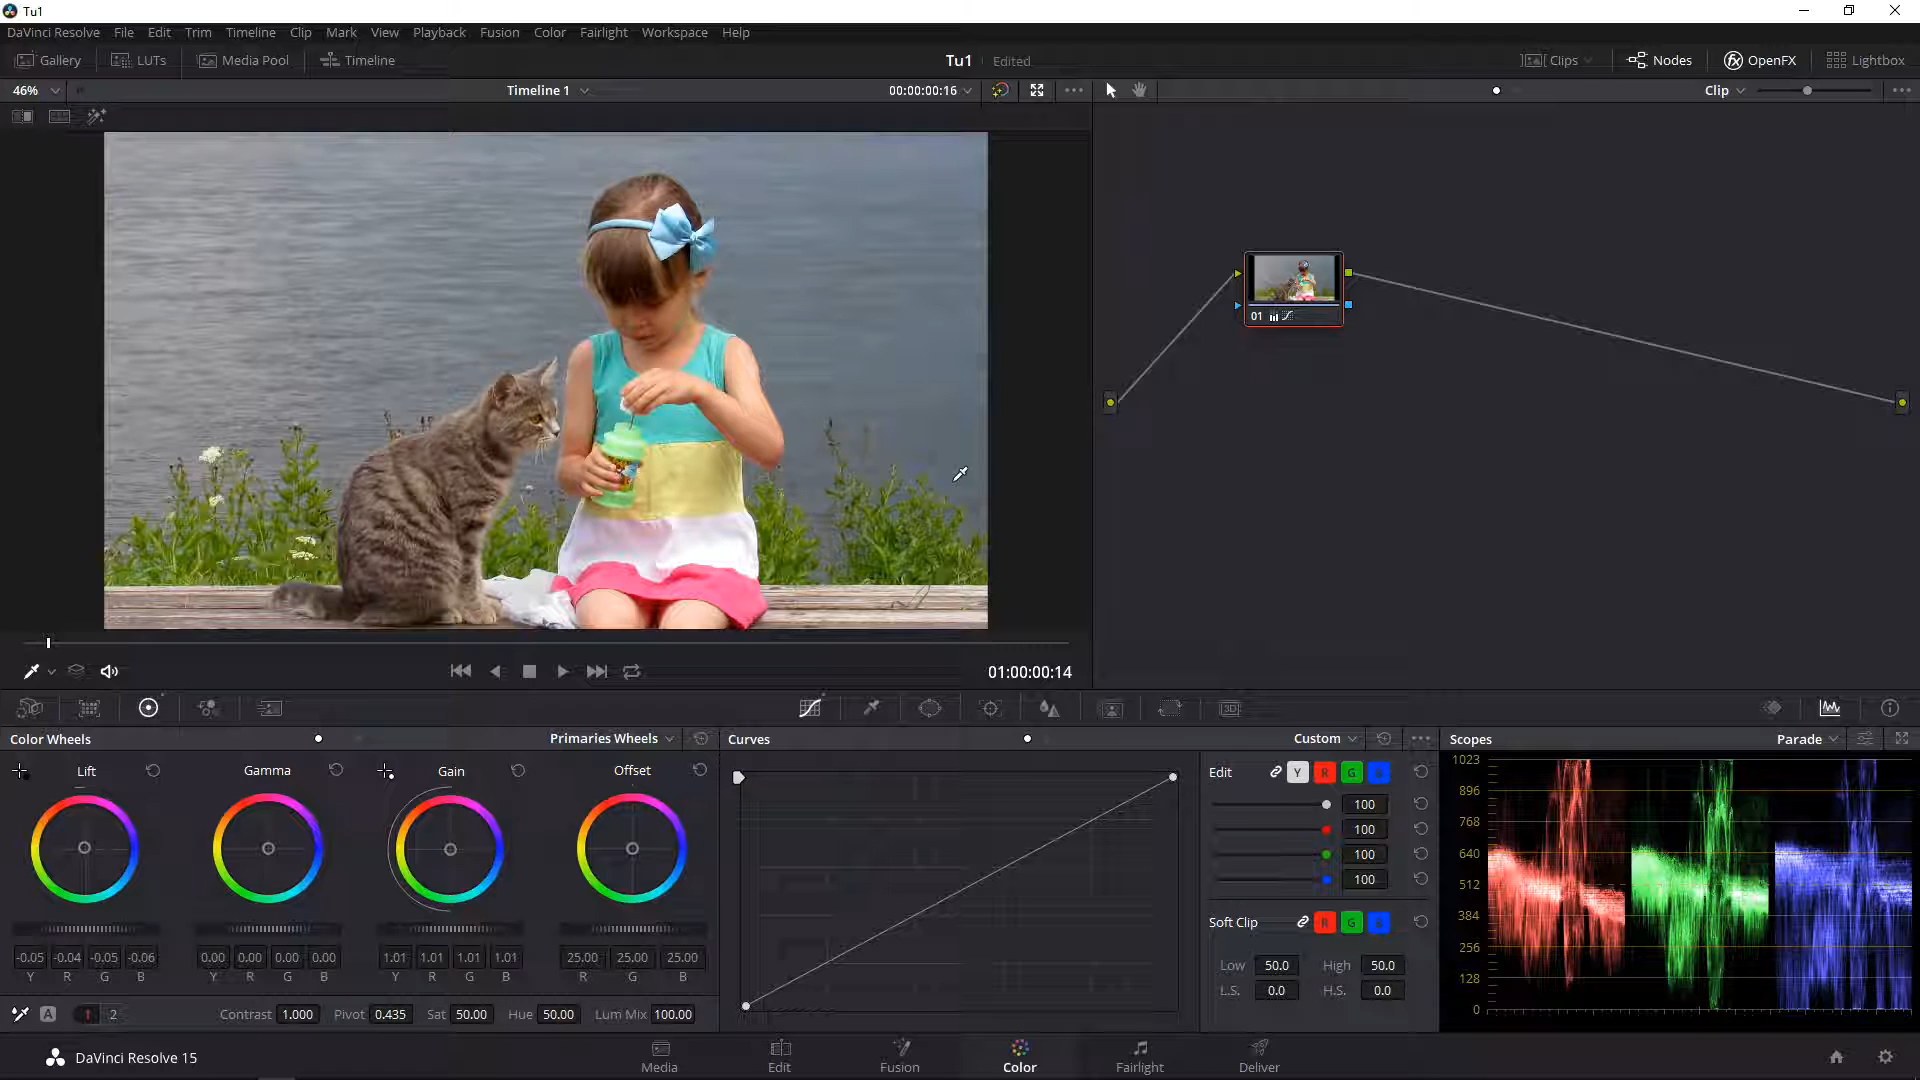 Tu1
DaVinci Resolve File Edit Trim Timeline Clip Mark View Playback Fusion Color Fairlight Workspace Help
Gallery LUTs Media Pool Timeline Tu1 Edited Clips Nodes OpenFX Lightbox
46% Timeline 1 00:00:00:16 Clip
01
01:00:00:14
3D
Color Wheels Primaries Wheels Curves Custom Scopes Parade
Lift Gamma Gain Offset Edit Y R G B 1023
896
100 768
100 640
100 512
100 384
Soft Clip R G B
-0.05 -0.04 -0.05 -0.06 0.00 0.00 0.00 0.00 1.01 1.01 1.01 1.01 25.00 25.00 25.00 Low 50.0 High 50.0 256
Y R G B Y R G B Y R G B R G B 128
L.S. 0.0 H.S. 0.0
A 1 2 Contrast 1.000 Pivot 0.435 Sat 50.00 Hue 50.00 Lum Mix 100.00 0
DaVinci Resolve 15 Media Edit Fusion Color Fairlight Deliver